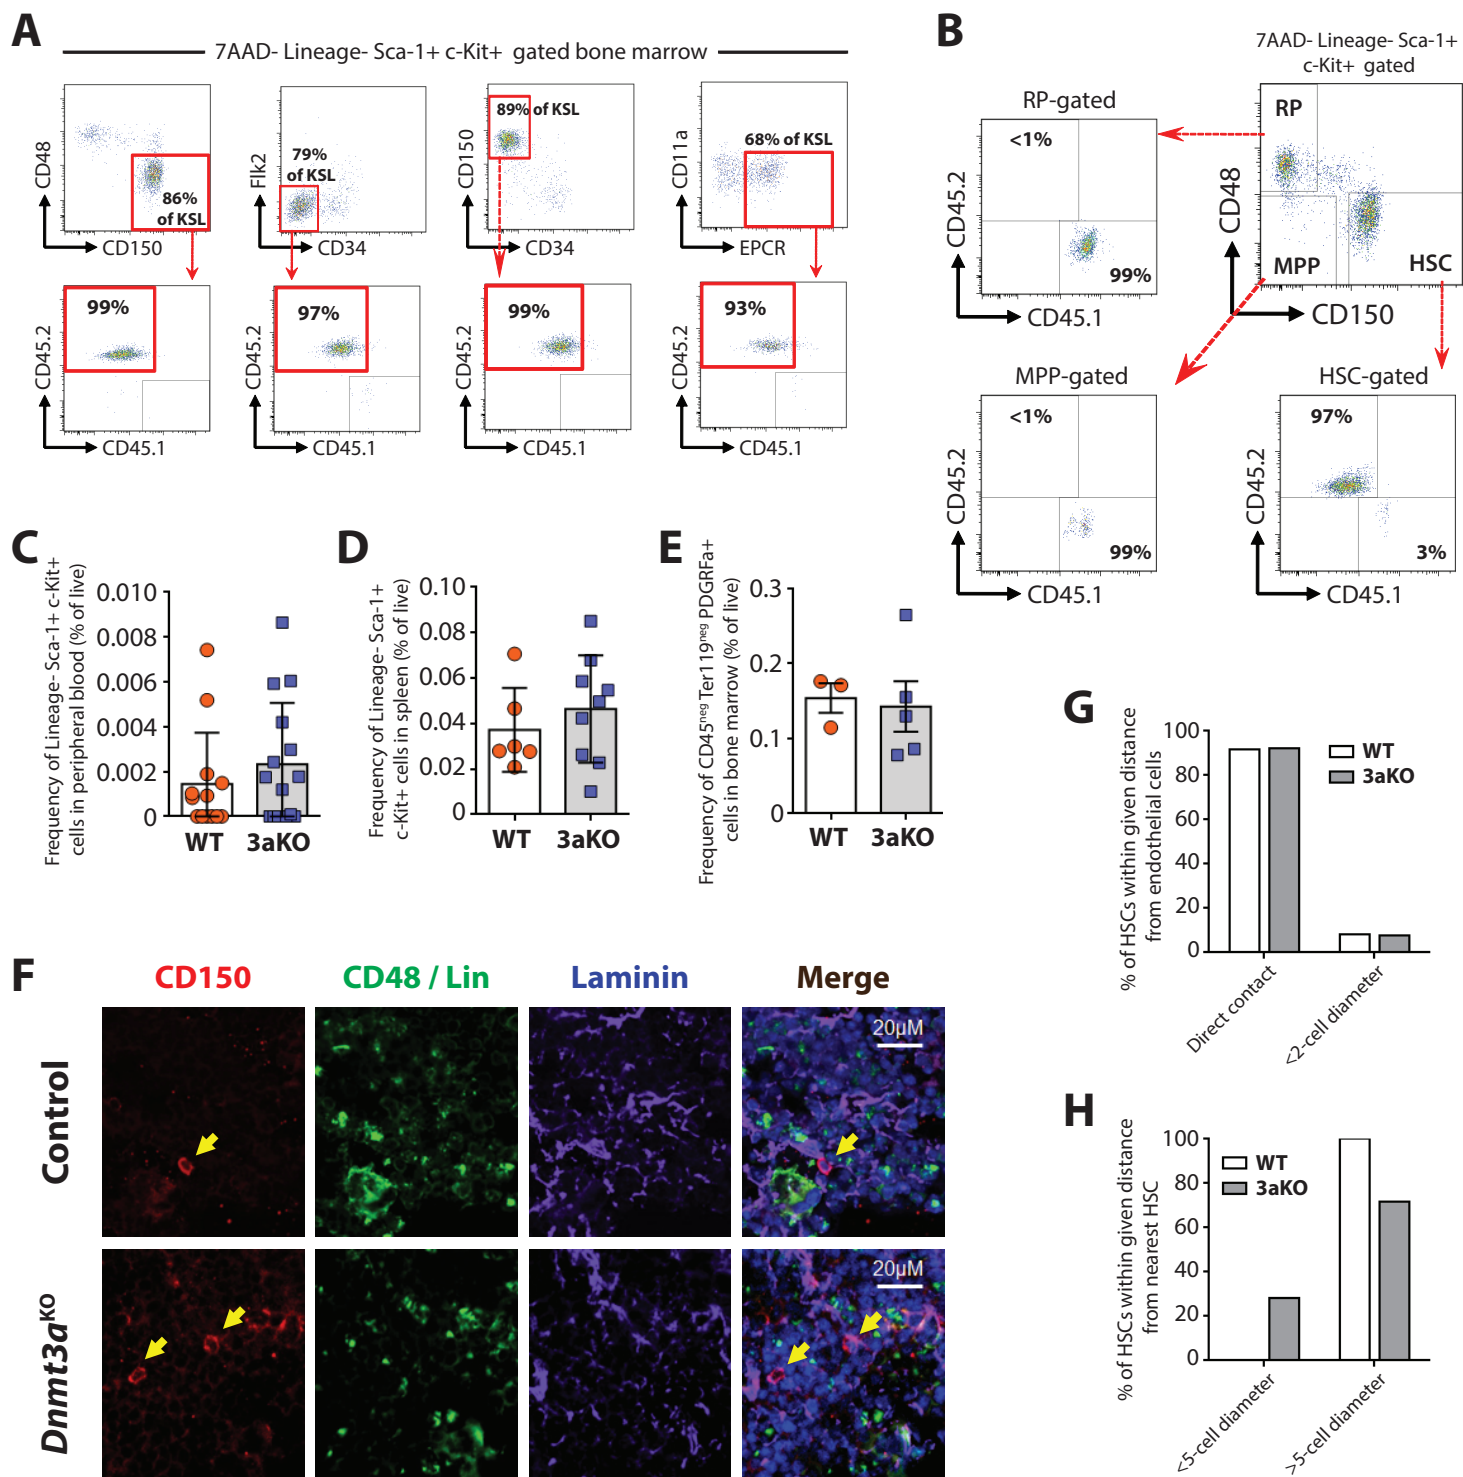 A
7AAD- Lineage- Sca-1+ c-Kit+ gated bone marrow
CD48
86%
of KSL
CD150
Flk2
79%
of KSL
CD34
CD150
89% of KSL
CD34
CD11a
68% of KSL
EPCR
CD45.2
99%
CD45.1
CD45.2
97%
CD45.1
CD45.2
99%
CD45.1
CD45.2
93%
CD45.1
B
7AAD- Lineage- Sca-1+
c-Kit+ gated
RP
MPP
HSC
CD48
CD150
RP-gated
<1%
99%
CD45.2
CD45.1
MPP-gated
<1%
99%
CD45.2
CD45.1
HSC-gated
97%
3%
CD45.2
CD45.1
C
Frequency of Lineage- Sca-1+ c-Kit+
cells in peripheral blood (% of live)
0.010
0.008
0.006
0.004
0.002
0
WT
3aKO
D
Frequency of Lineage- Sca-1+
c-Kit+ cells in spleen (% of live)
0.10
0.08
0.06
0.04
0.02
0
WT
3aKO
E
Frequency of CD45neg Ter119neg PDGRFa+
cells in bone marrow (% of live)
0.3
0.2
0.1
0
WT
3aKO
F
CD150
CD48 / Lin
Laminin
Merge
Control
20µM
Dnmt3aKO
20µM
G
% of HSCs within given distance
from endothelial cells
100
80
60
40
20
0
WT
3aKO
Direct contact
<2-cell diameter
H
% of HSCs within given distance
from nearest HSC
100
80
60
40
20
0
WT
3aKO
<5-cell diameter
>5-cell diameter